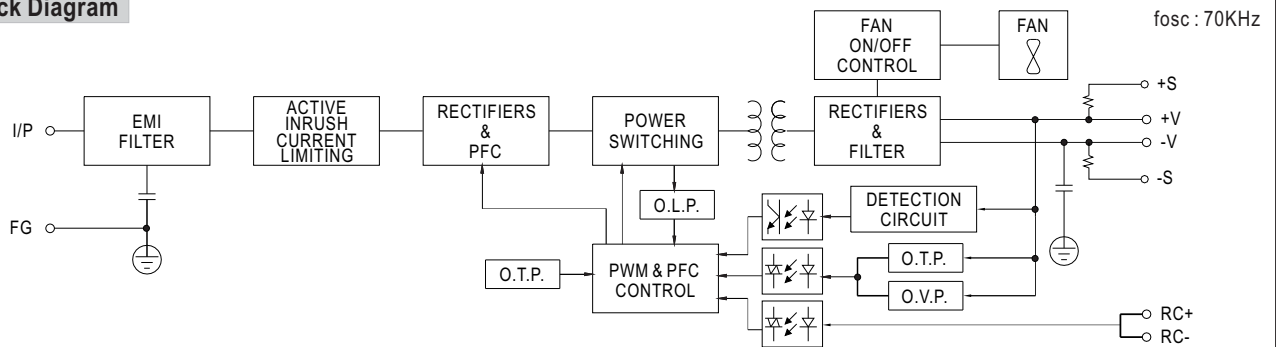 ck Diagram
fosc : 70KHz
FAN
ON/OFF
CONTROL
FAN
I/P
EMI
FILTER
ACTIVE
INRUSH
CURRENT
LIMITING
RECTIFIERS
&
PFC
POWER
SWITCHING
RECTIFIERS
&
FILTER
+S
+V
-V
-S
FG
O.L.P.
DETECTION
CIRCUIT
O.T.P.
PWM & PFC
CONTROL
O.T.P.
O.V.P.
RC+
RC-